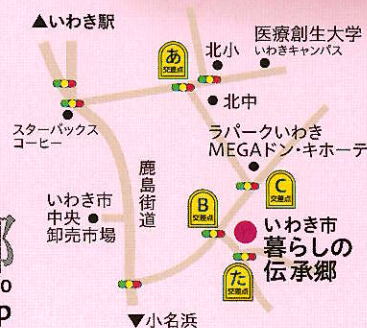 ▲いわき駅
医療創生大学
いわきキャンパス
あ
交差点
北小
北中
スターバックス
コーヒー
ラパークいわき
MEGAドン・キホーテ
鹿島街道
いわき市
中央
卸売市場
B
交差点
C
交差点
いわき市
暮らしの
伝承郷
た
交差点
▼小名浜